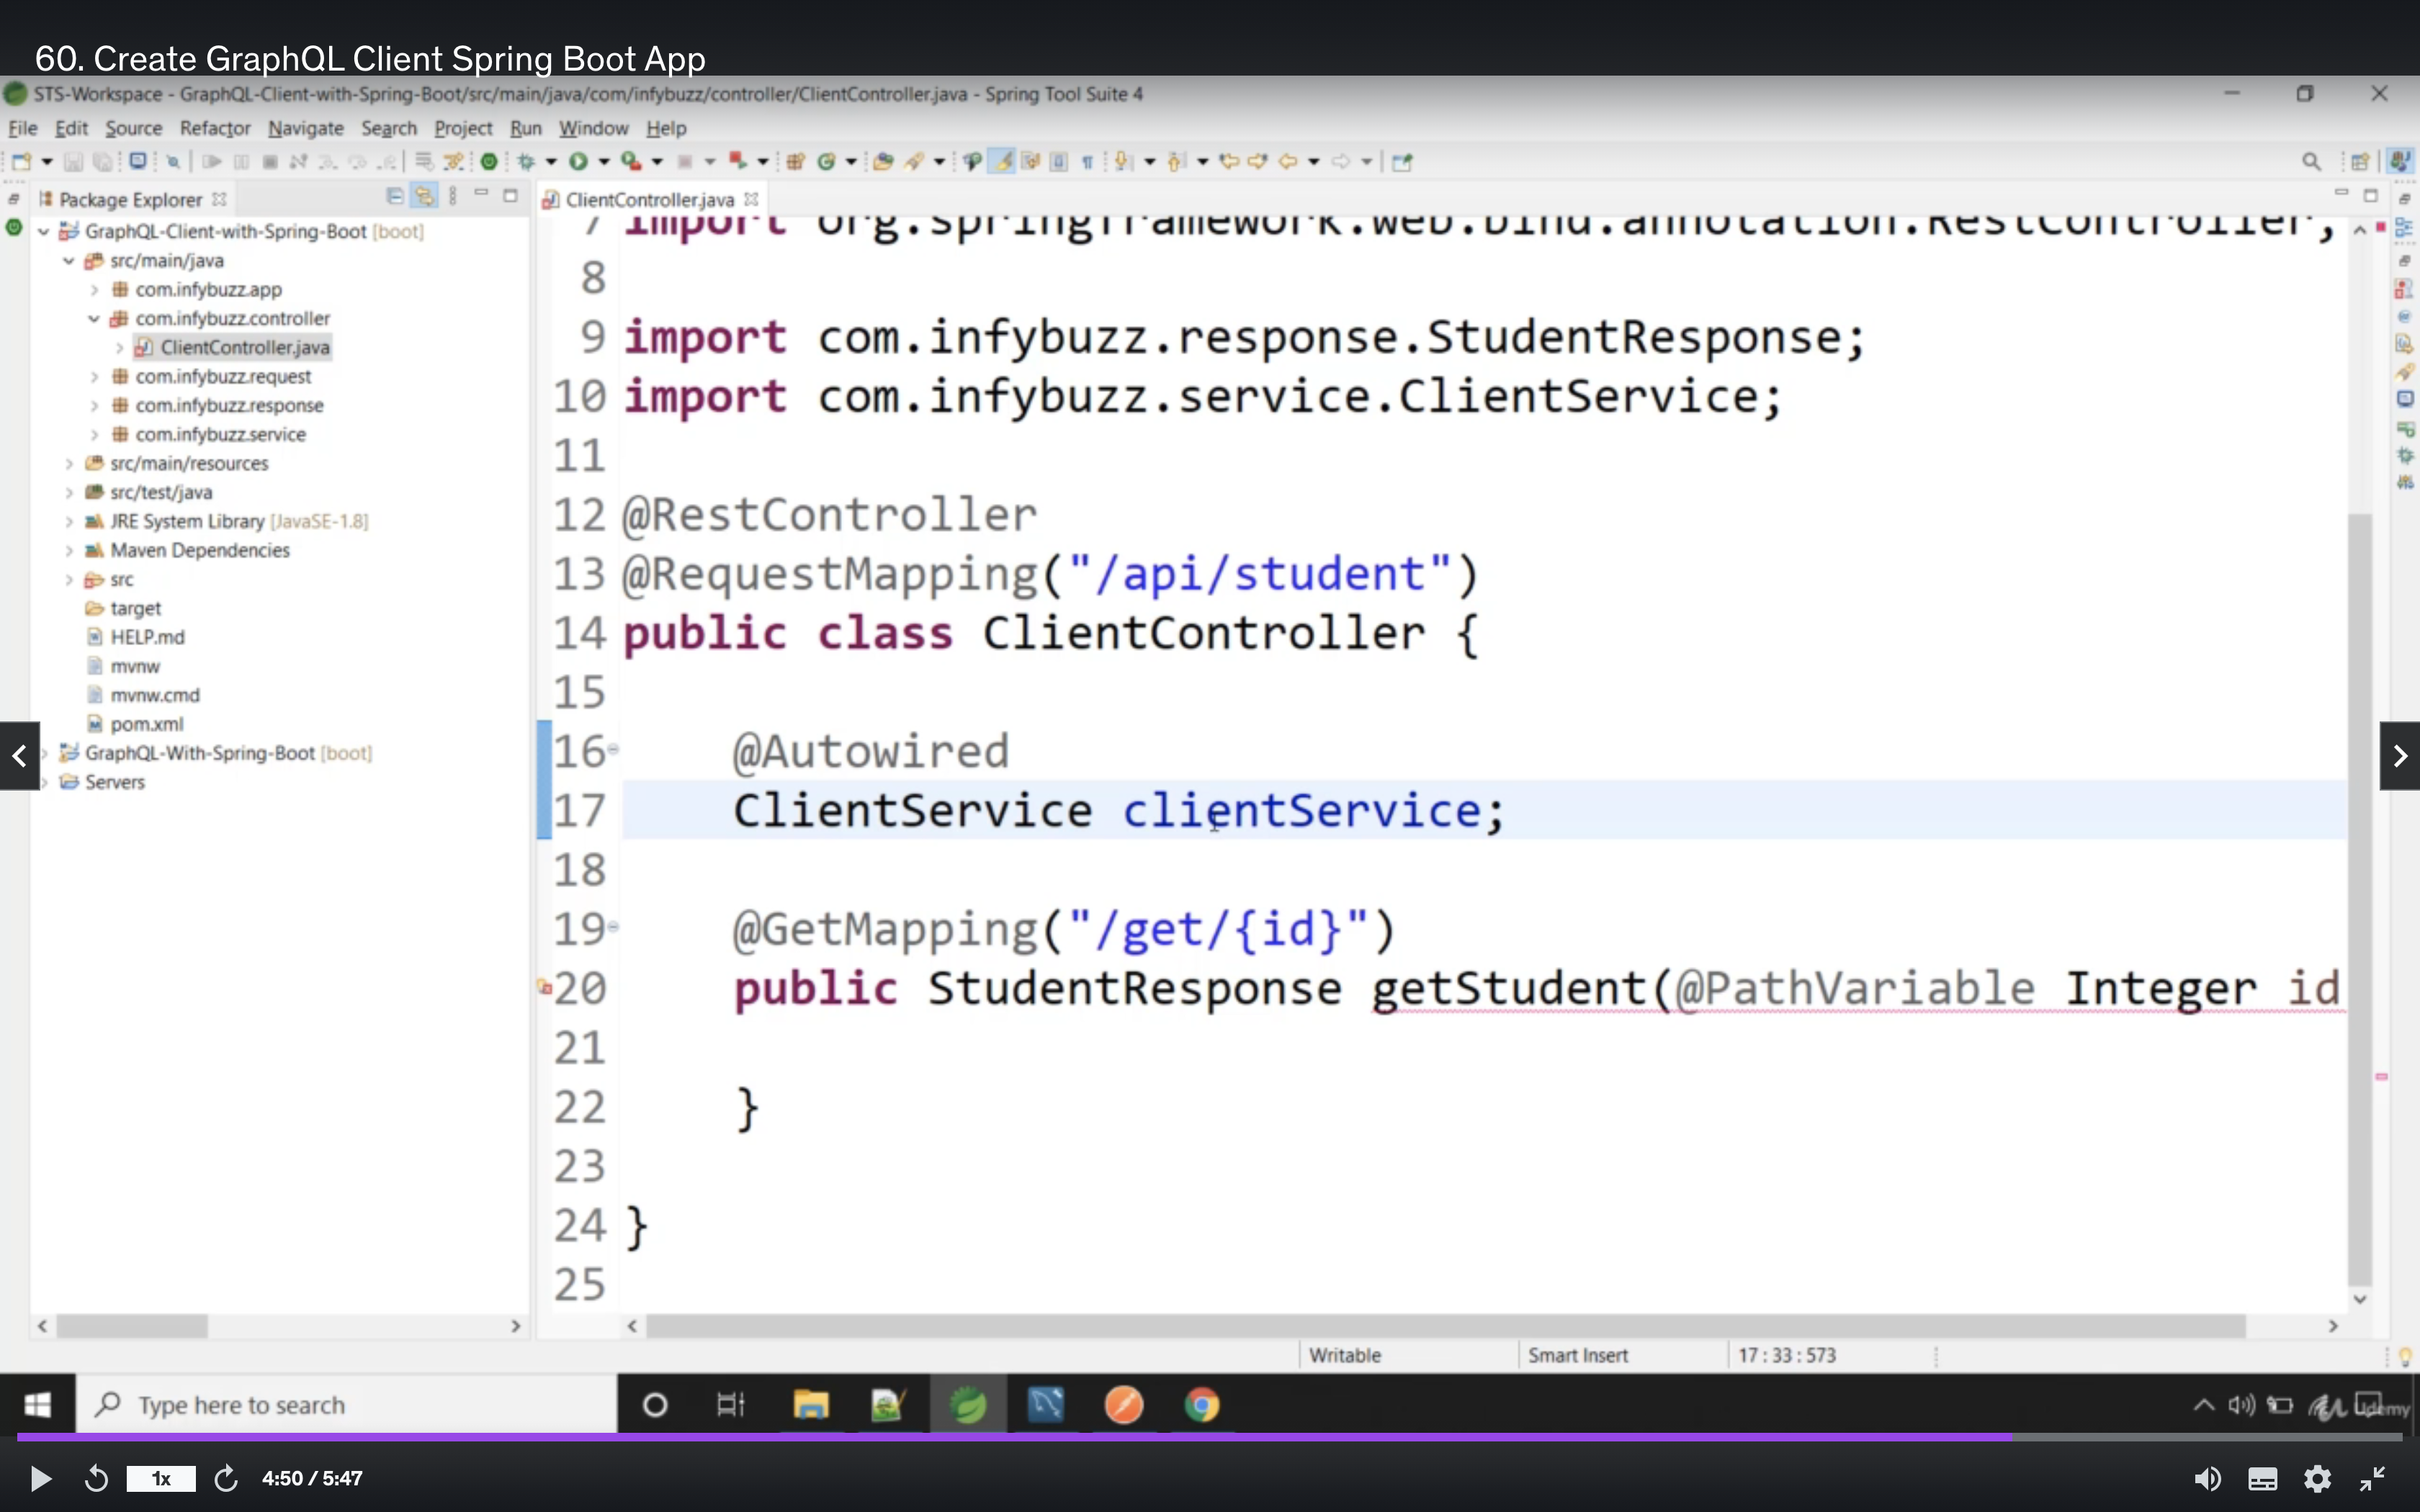 60. Create GraphQL Client Spring Boot App
STS-Workspace - GraphQL-Client-with-Spring-Boot/src/main/java/com/infybuzz/controller/ClientController.java - Spring Tool Suite 4
File Edit Source Refactor Navigate Search Project Run Window Help
Package Explorer
ClientController.java
GraphQL-Client-with-Spring-Boot [boot]
src/main/java
com.infybuzz.app
com.infybuzz.controller
ClientController.java
com.infybuzz.request
com.infybuzz.response
com.infybuzz.service
src/main/resources
src/test/java
JRE System Library [JavaSE-1.8]
Maven Dependencies
src
target
HELP.md
mvnw
mvnw.cmd
pom.xml
GraphQL-With-Spring-Boot [boot]
Servers
7 import org.springframework.web.bind.annotation.RestController;
8
9 import com.infybuzz.response.StudentResponse;
10 import com.infybuzz.service.ClientService;
11
12 @RestController
13 @RequestMapping("/api/student")
14 public class ClientController {
15
16 @Autowired
17 ClientService clientService;
18
19 @GetMapping("/get/{id}")
20 public StudentResponse getStudent(@PathVariable Integer id
21
22 }
23
24 }
25
Writable Smart Insert 17 : 33 : 573
Type here to search
Udemy
1x 4:50 / 5:47